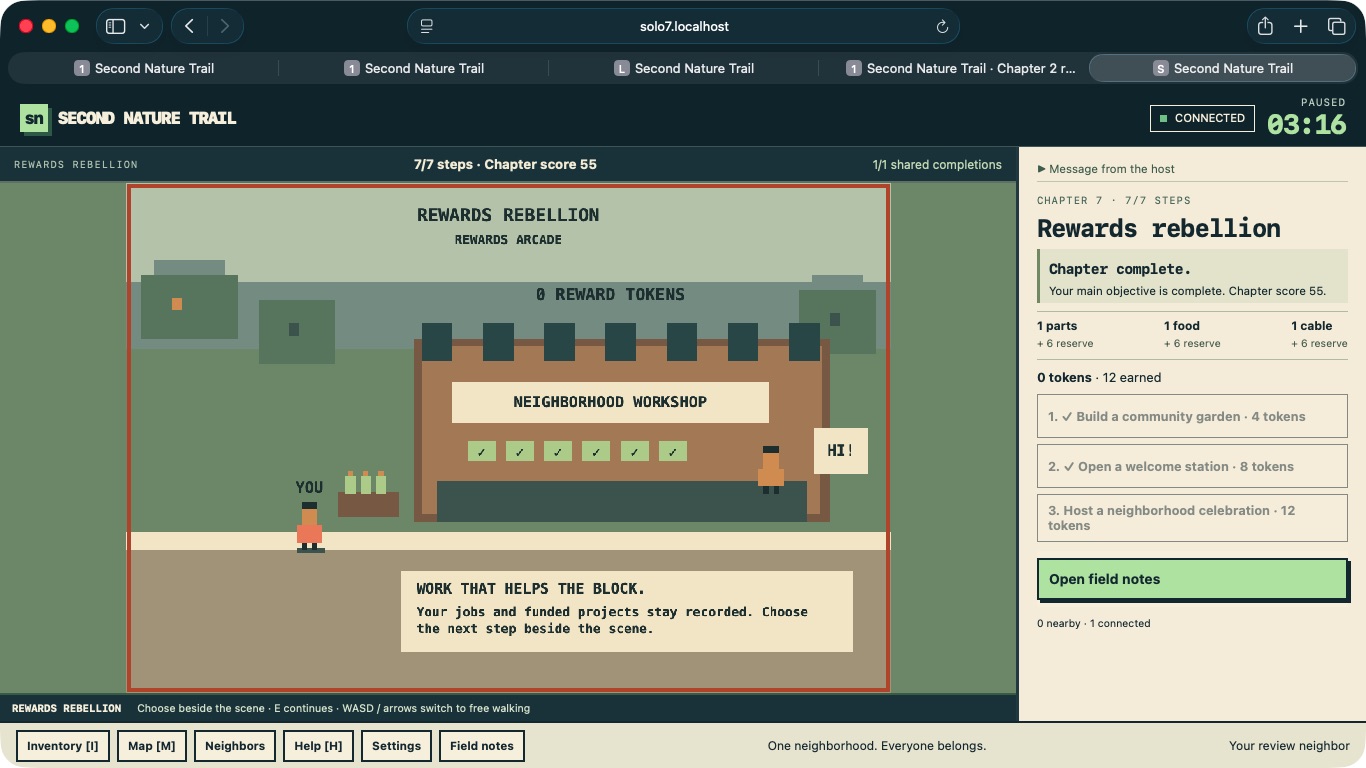 solo7.localhost
1 Second Nature Trail
1 Second Nature Trail
L Second Nature Trail
1 Second Nature Trail · Chapter 2 r...
S Second Nature Trail
sn SECOND NATURE TRAIL
CONNECTED
PAUSED
03:16
REWARDS REBELLION
7/7 steps · Chapter score 55
1/1 shared completions
REWARDS REBELLION
REWARDS ARCADE
0 REWARD TOKENS
NEIGHBORHOOD WORKSHOP
✓ ✓ ✓ ✓ ✓ ✓
HI!
YOU
WORK THAT HELPS THE BLOCK.
Your jobs and funded projects stay recorded. Choose
the next step beside the scene.
REWARDS REBELLION Choose beside the scene · E continues · WASD / arrows switch to free walking
▶ Message from the host
CHAPTER 7 · 7/7 STEPS
Rewards rebellion
Chapter complete.
Your main objective is complete. Chapter score 55.
1 parts 1 food 1 cable
+ 6 reserve + 6 reserve + 6 reserve
0 tokens · 12 earned
1. ✓ Build a community garden · 4 tokens
2. ✓ Open a welcome station · 8 tokens
3. Host a neighborhood celebration · 12
tokens
Open field notes
0 nearby · 1 connected
Inventory [I] Map [M] Neighbors Help [H] Settings Field notes
One neighborhood. Everyone belongs.
Your review neighbor